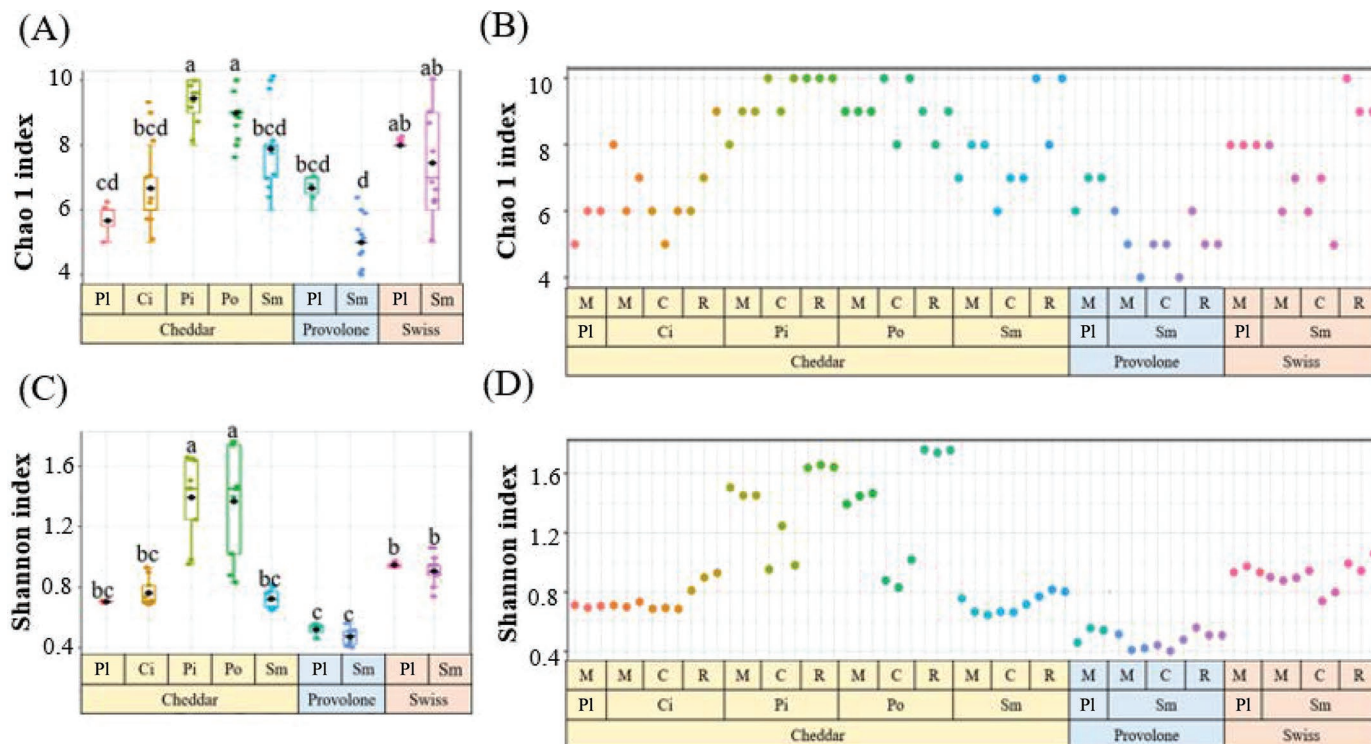 (A)
Chao 1 index
10
8
6
4
cd
bcd
a
a
bcd
bcd
d
ab
ab
Pl Ci Pi Po Sm Pl Sm Pl Sm
Cheddar Provolone Swiss
(B)
Chao 1 index
10
8
6
4
M M C R M C R M C R M C R M M C R M M C R
Pl Ci Pi Po Sm Pl Sm Pl Sm
Cheddar Provolone Swiss
(C)
Shannon index
1.6
1.2
0.8
0.4
bc
bc
a
a
bc
c
c
b
b
Pl Ci Pi Po Sm Pl Sm Pl Sm
Cheddar Provolone Swiss
(D)
Shannon index
1.6
1.2
0.8
0.4
M M C R M C R M C R M C R M M C R M M C R
Pl Ci Pi Po Sm Pl Sm Pl Sm
Cheddar Provolone Swiss